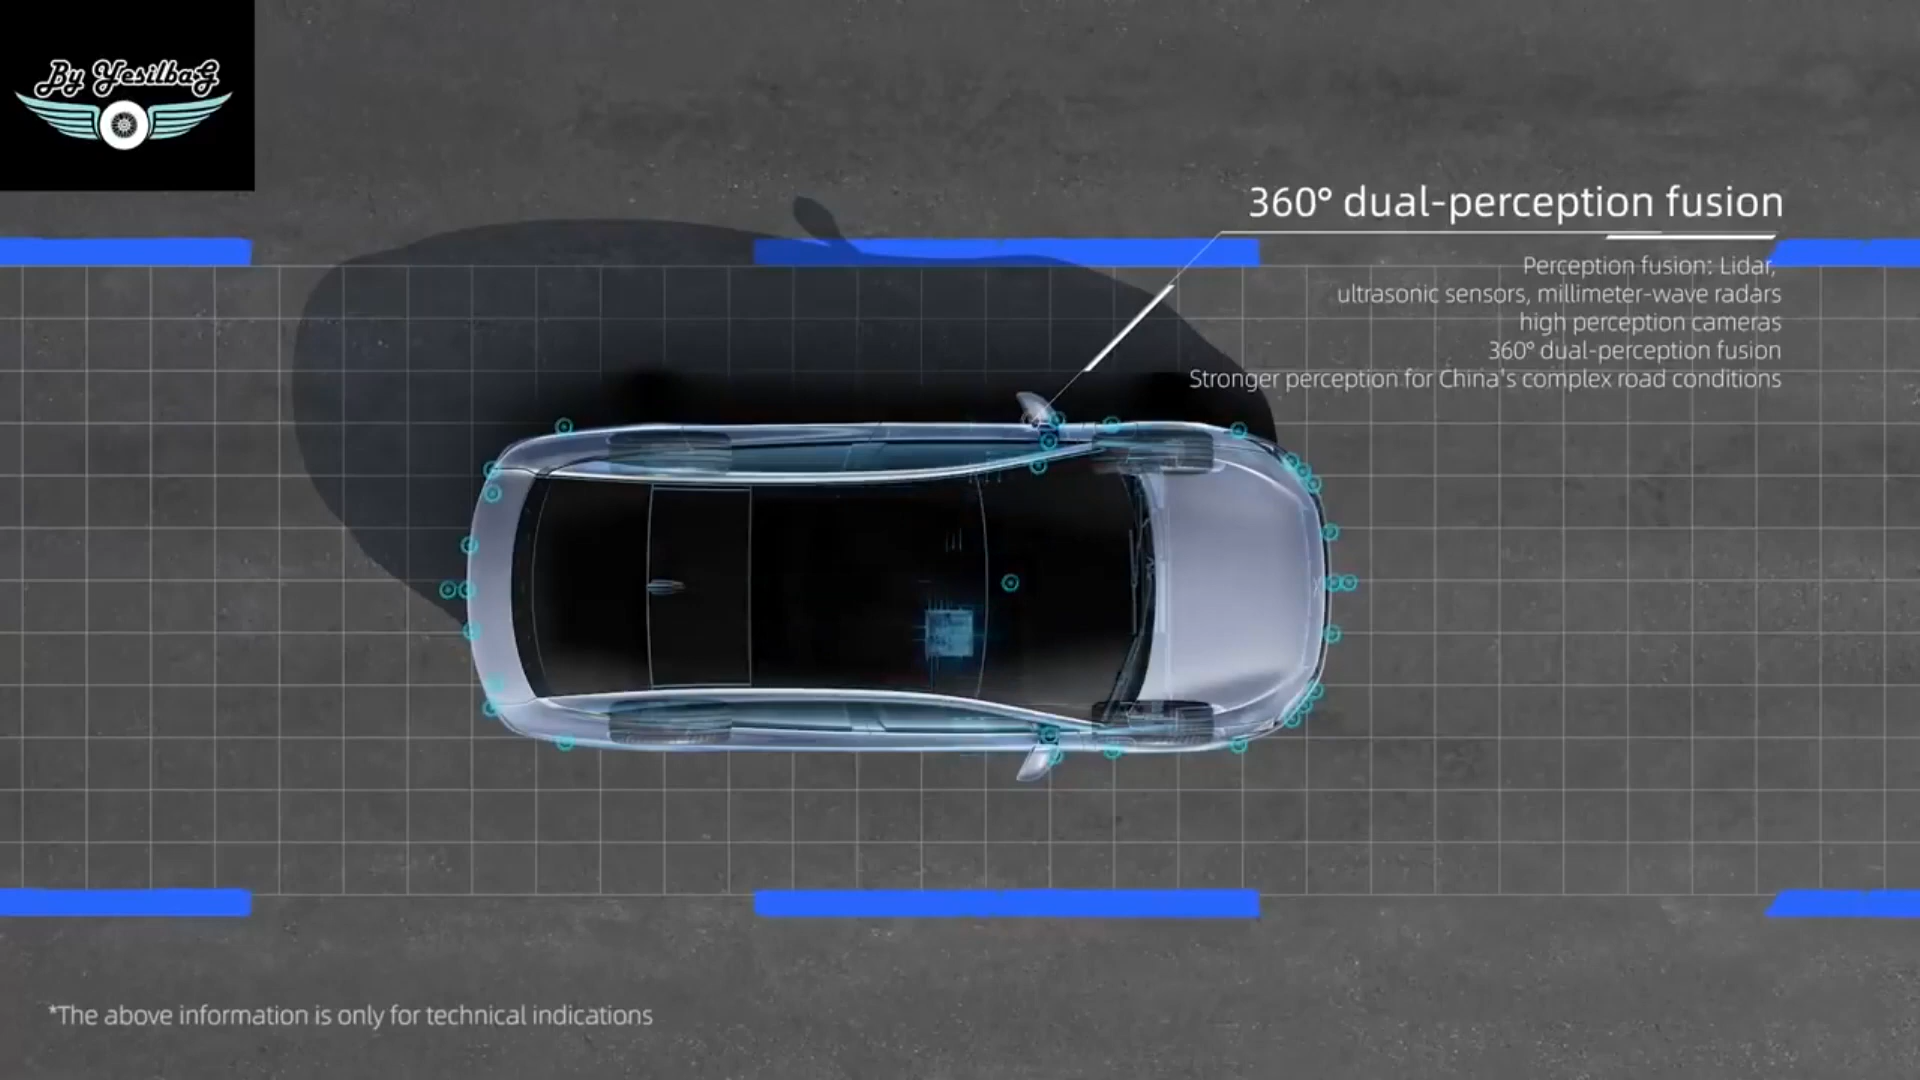 By YesilbaG
360° dual-perception fusion
Perception fusion: Lidar,
ultrasonic sensors, millimeter-wave radars
high perception cameras
360° dual-perception fusion
Stronger perception for China's complex road conditions
*The above information is only for technical indications